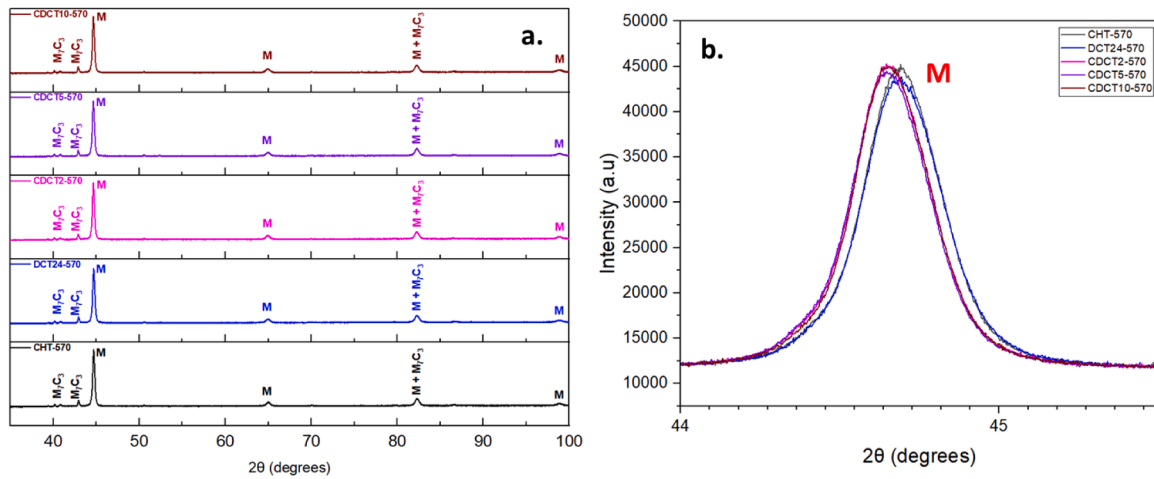 a.
CDCT10-570
M₇C₃
M₇C₃
M
M
M + M₇C₃
M
CDCT5-570
M₇C₃
M₇C₃
M
M
M + M₇C₃
M
CDCT2-570
M₇C₃
M₇C₃
M
M
M + M₇C₃
M
DCT24-570
M₇C₃
M₇C₃
M
M
M + M₇C₃
M
CHT-570
M₇C₃
M₇C₃
M
M
M + M₇C₃
M
40 50 60 70 80 90 100
2θ (degrees)
b.
M
CHT-570
DCT24-570
CDCT2-570
CDCT5-570
CDCT10-570
Intensity (a.u)
50000
45000
40000
35000
30000
25000
20000
15000
10000
44 45
2θ (degrees)